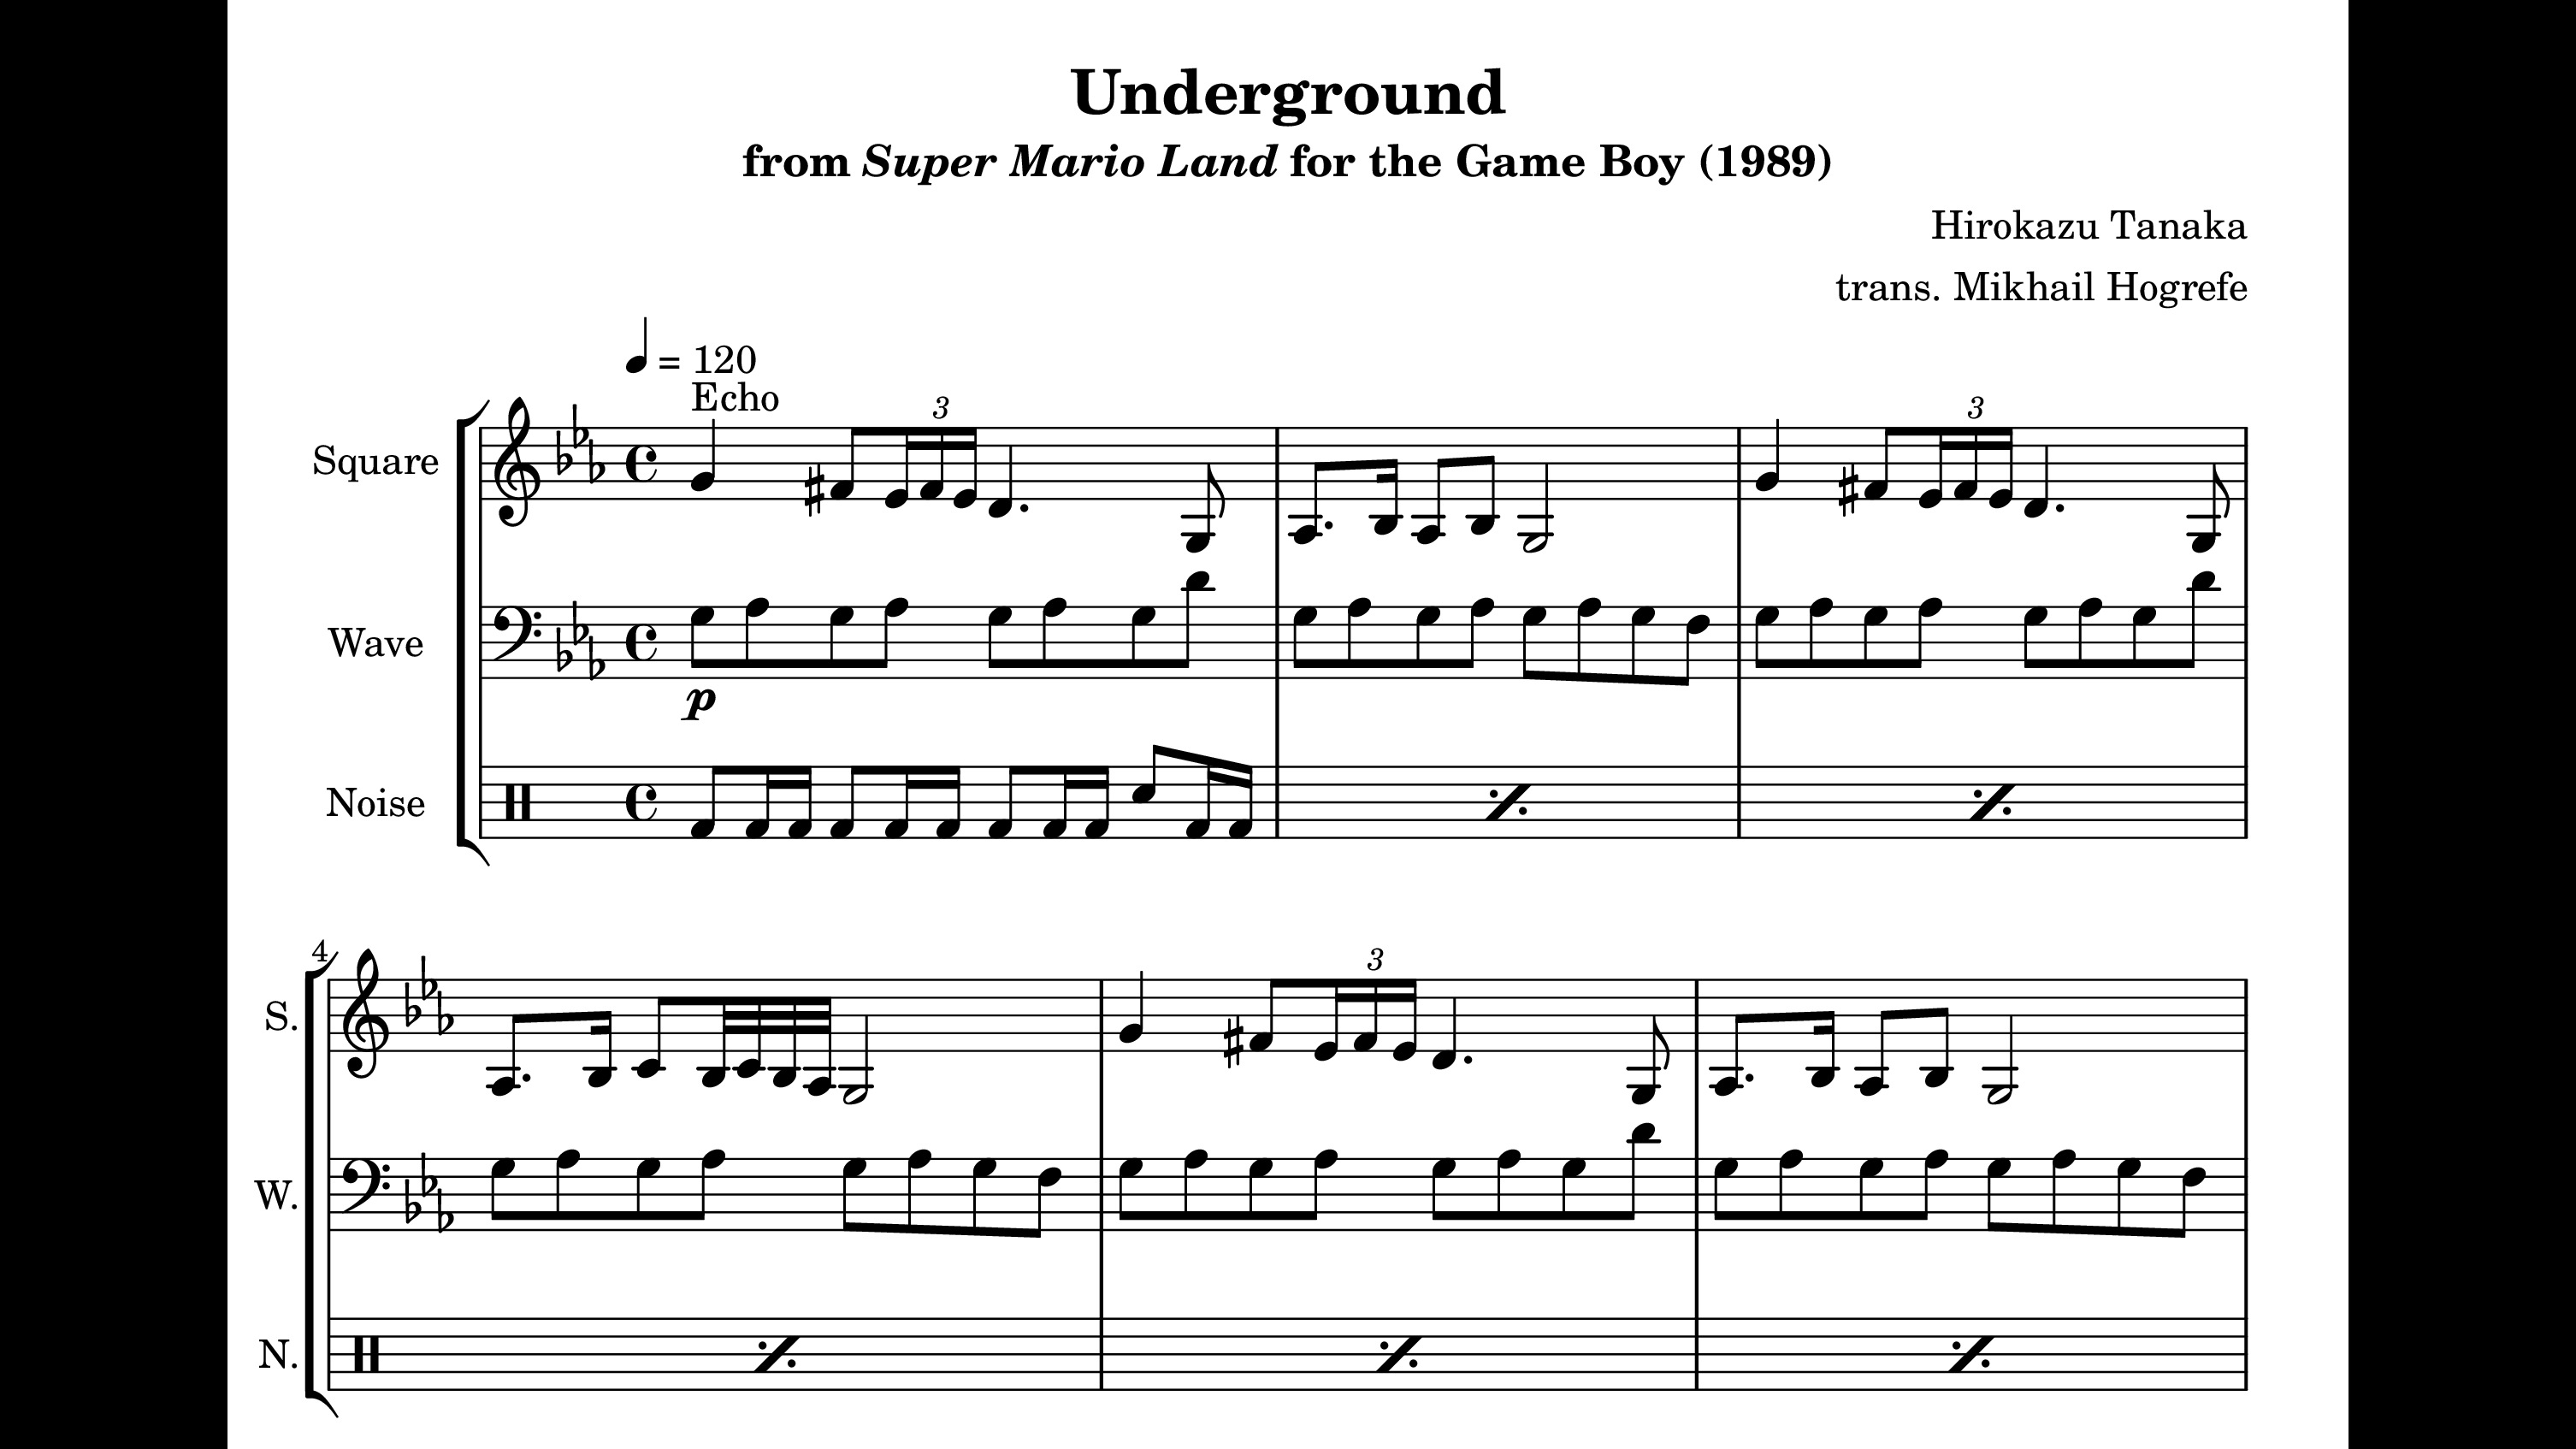 Underground
from Super Mario Land for the Game Boy (1989)
Hirokazu Tanaka
trans. Mikhail Hogrefe
= 120
Echo
3
3
Square
Wave
p
Noise
4
3
S.
W.
N.